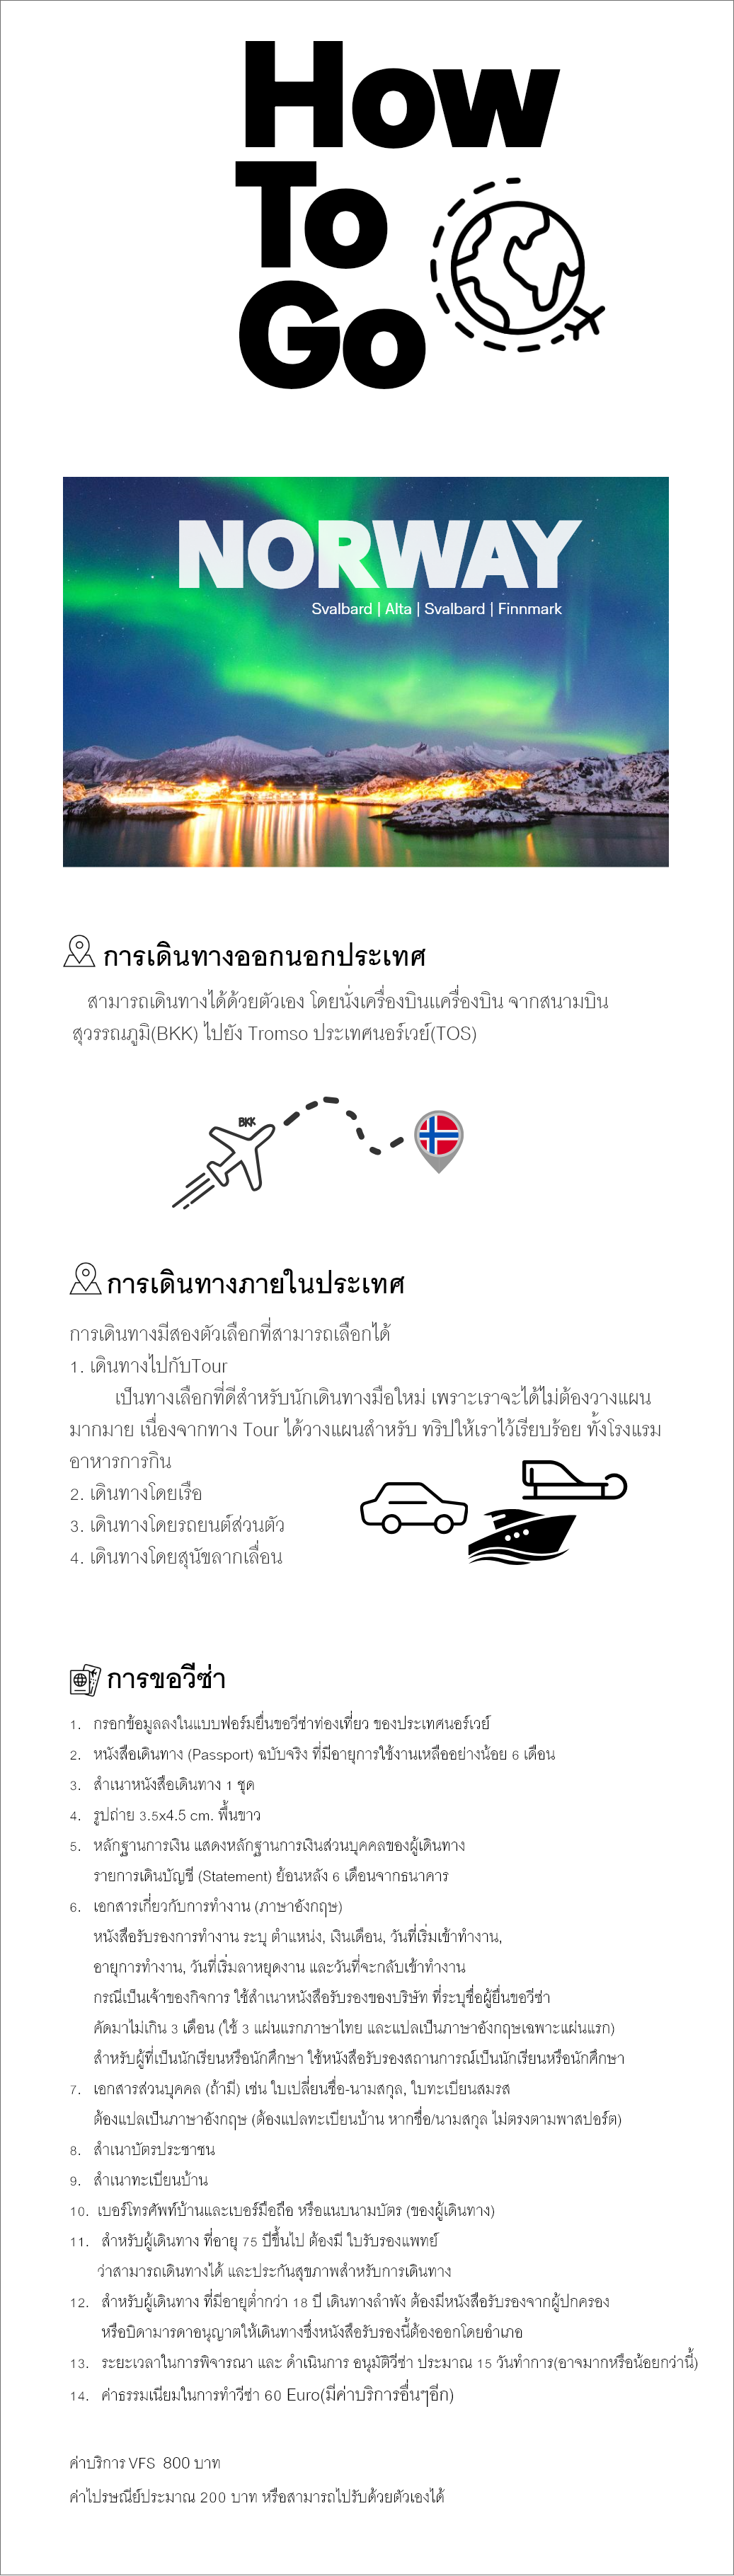 How
To
Go
NORWAY
Svalbard | Alta | Svalbard | Finnmark
การเดินทางออกนอกประเทศ
สามารถเดินทางได้ด้วยตัวเอง โดยนั่งเครื่องบินแครื่องบิน จากสนามบิน
สุวรรณภูมิ(BKK) ไปยัง Tromso ประเทศนอร์เวย์(TOS)
BKK
การเดินทางภายในประเทศ
การเดินทางมีสองตัวเลือกที่สามารถเลือกได้
1. เดินทางไปกับTour
เป็นทางเลือกที่ดีสำหรับนักเดินทางมือใหม่ เพราะเราจะได้ไม่ต้องวางแผน
มากมาย เนื่องจากทาง Tour ได้วางแผนสำหรับ ทริปให้เราไว้เรียบร้อย ทั้งโรงแรม
อาหารการกิน
2. เดินทางโดยเรือ
3. เดินทางโดยรถยนต์ส่วนตัว
4. เดินทางโดยสุนัขลากเลื่อน
การขอวีซ่า
1. กรอกข้อมูลลงในแบบฟอร์มยื่นขอวีซ่าท่องเที่ยว ของประเทศนอร์เวย์
2. หนังสือเดินทาง (Passport) ฉบับจริง ที่มีอายุการใช้งานเหลืออย่างน้อย 6 เดือน
3. สำเนาหนังสือเดินทาง 1 ชุด
4. รูปถ่าย 3.5x4.5 cm. พื้นขาว
5. หลักฐานการเงิน แสดงหลักฐานการเงินส่วนบุคคลของผู้เดินทาง
รายการเดินบัญชี (Statement) ย้อนหลัง 6 เดือนจากธนาคาร
6. เอกสารเกี่ยวกับการทำงาน (ภาษาอังกฤษ)
หนังสือรับรองการทำงาน ระบุ ตำแหน่ง, เงินเดือน, วันที่เริ่มเข้าทำงาน,
อายุการทำงาน, วันที่เริ่มลาหยุดงาน และวันที่จะกลับเข้าทำงาน
กรณีเป็นเจ้าของกิจการ ใช้สำเนาหนังสือรับรองของบริษัท ที่ระบุชื่อผู้ยื่นขอวีซ่า
คัดมาไม่เกิน 3 เดือน (ใช้ 3 แผ่นแรกภาษาไทย และแปลเป็นภาษาอังกฤษเฉพาะแผ่นแรก)
สำหรับผู้ที่เป็นนักเรียนหรือนักศึกษา ใช้หนังสือรับรองสถานการณ์เป็นนักเรียนหรือนักศึกษา
7. เอกสารส่วนบุคคล (ถ้ามี) เช่น ใบเปลี่ยนชื่อ-นามสกุล, ใบทะเบียนสมรส
ต้องแปลเป็นภาษาอังกฤษ (ต้องแปลทะเบียนบ้าน หากชื่อ/นามสกุล ไม่ตรงตามพาสปอร์ต)
8. สำเนาบัตรประชาชน
9. สำเนาทะเบียนบ้าน
10. เบอร์โทรศัพท์บ้านและเบอร์มือถือ หรือแนบนามบัตร (ของผู้เดินทาง)
11. สำหรับผู้เดินทาง ที่อายุ 75 ปีขึ้นไป ต้องมี ใบรับรองแพทย์
ว่าสามารถเดินทางได้ และประกันสุขภาพสำหรับการเดินทาง
12. สำหรับผู้เดินทาง ที่มีอายุต่ำกว่า 18 ปี เดินทางลำพัง ต้องมีหนังสือรับรองจากผู้ปกครอง
หรือบิดามารดาอนุญาตให้เดินทางซึ่งหนังสือรับรองนี้ต้องออกโดยอำเภอ
13. ระยะเวลาในการพิจารณา และ ดำเนินการ อนุมัติวีซ่า ประมาณ 15 วันทำการ(อาจมากหรือน้อยกว่านี้)
14. ค่าธรรมเนียมในการทำวีซ่า 60 Euro(มีค่าบริการอื่นๆอีก)
ค่าบริการ VFS 800 บาท
ค่าไปรษณีย์ประมาณ 200 บาท หรือสามารถไปรับด้วยตัวเองได้